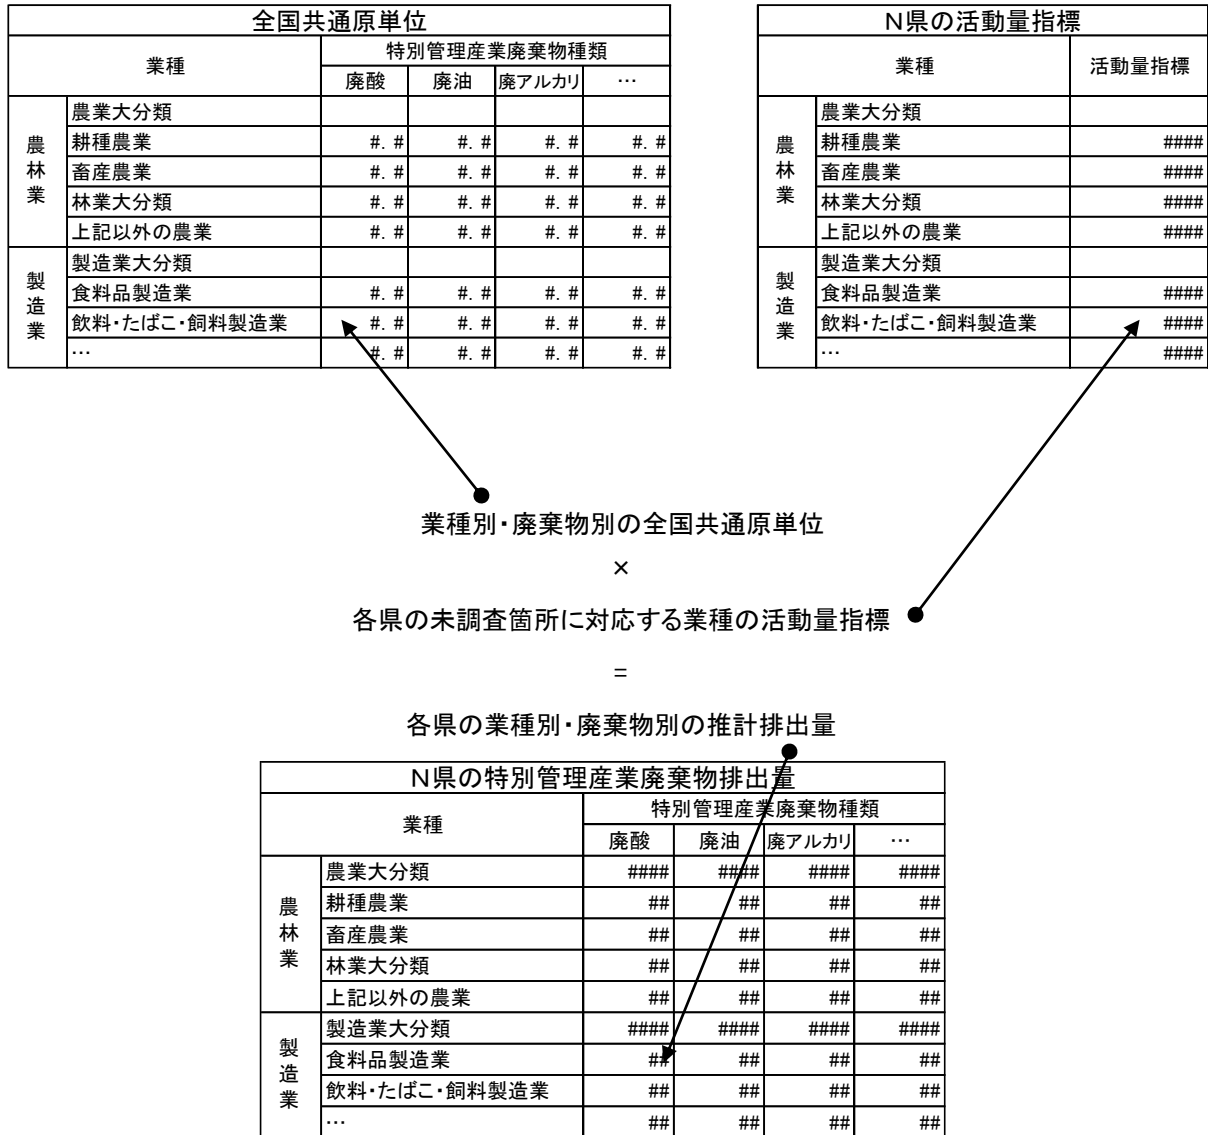 全国共通原単位
業種 特別管理産業廃棄物種類
廃酸 廃油 廃アルカリ …
農林業
農業大分類
耕種農業 #.# #.# #.# #.#
畜産農業 #.# #.# #.# #.#
林業大分類 #.# #.# #.# #.#
上記以外の農業 #.# #.# #.# #.#
製造業
製造業大分類
食料品製造業 #.# #.# #.# #.#
飲料・たばこ・飼料製造業 #.# #.# #.# #.#
… #.# #.# #.# #.#
N県の活動量指標
業種 活動量指標
農林業
農業大分類
耕種農業 ####
畜産農業 ####
林業大分類 ####
上記以外の農業 ####
製造業
製造業大分類
食料品製造業 ####
飲料・たばこ・飼料製造業 ####
… ####
業種別・廃棄物別の全国共通原単位
×
各県の未調査箇所に対応する業種の活動量指標
=
各県の業種別・廃棄物別の推計排出量
N県の特別管理産業廃棄物排出量
業種 特別管理産業廃棄物種類
廃酸 廃油 廃アルカリ …
農林業
農業大分類 #### #### #### ####
耕種農業 ## ## ## ##
畜産農業 ## ## ## ##
林業大分類 ## ## ## ##
上記以外の農業 ## ## ## ##
製造業
製造業大分類 #### #### #### ####
食料品製造業 ## ## ## ##
飲料・たばこ・飼料製造業 ## ## ## ##
… ## ## ## ##